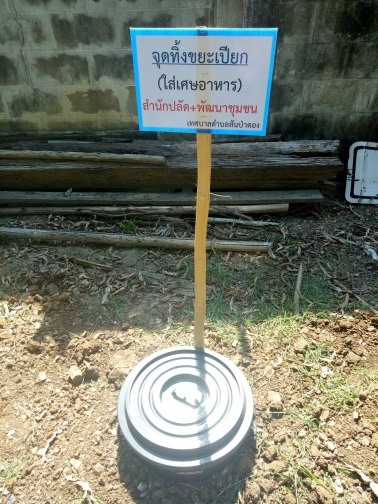 จุดทิ้งขยะเปียก
(ใส่เศษอาหาร)
สำนักปลัด+พัฒนาชุมชน
เทศบาลตำบลสันป่าตอง